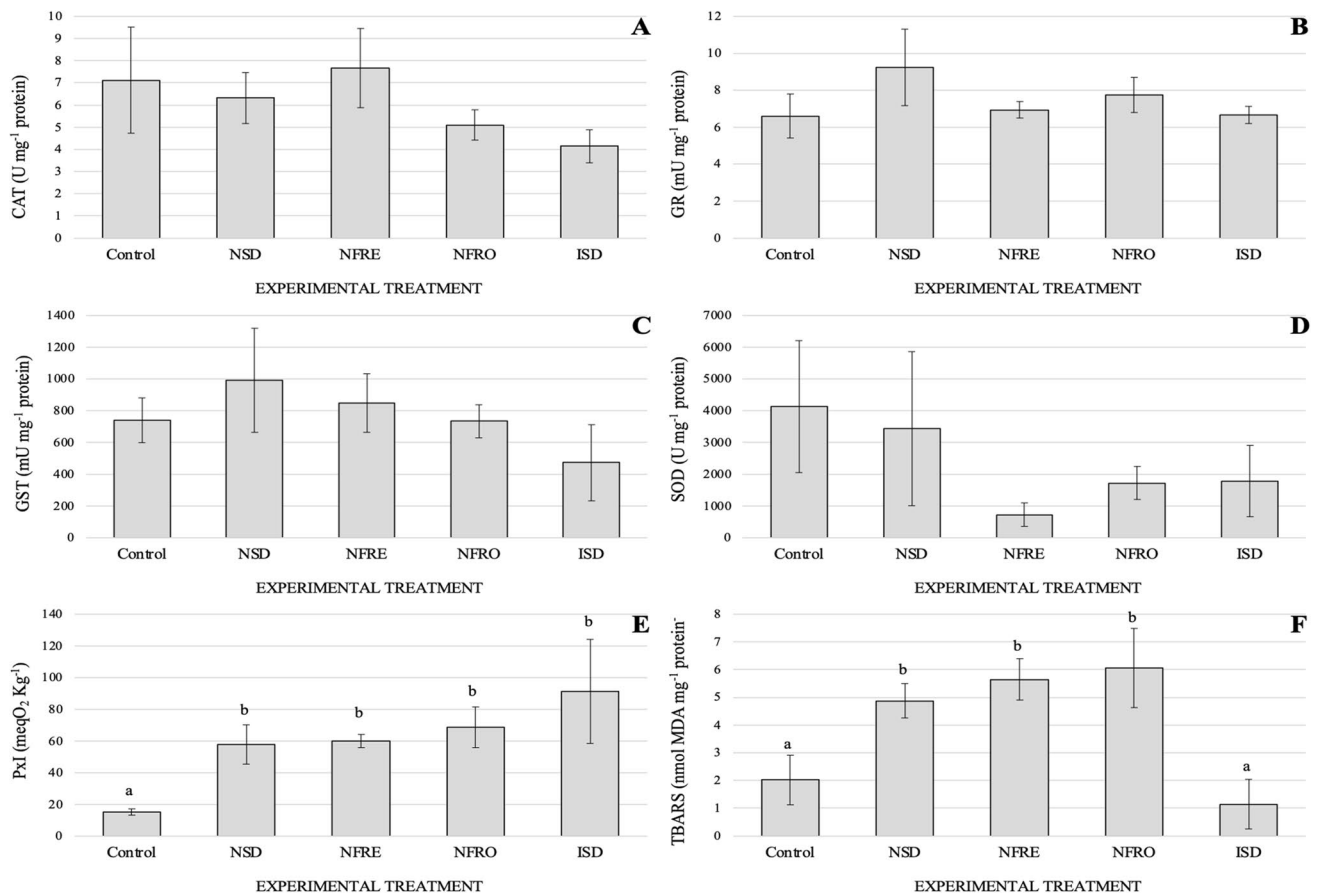 A
CAT (U mg⁻¹ protein)
10
9
8
7
6
5
4
3
2
1
0
Control NSD NFRE NFRO ISD
EXPERIMENTAL TREATMENT
B
GR (mU mg⁻¹ protein)
12
10
8
6
4
2
0
Control NSD NFRE NFRO ISD
EXPERIMENTAL TREATMENT
C
GST (mU mg⁻¹ protein)
1400
1200
1000
800
600
400
200
0
Control NSD NFRE NFRO ISD
EXPERIMENTAL TREATMENT
D
SOD (U mg⁻¹ protein)
7000
6000
5000
4000
3000
2000
1000
0
Control NSD NFRE NFRO ISD
EXPERIMENTAL TREATMENT
E
PxI (meqO₂ Kg⁻¹)
140
120
100
80
60
40
20
0
a b b b b
Control NSD NFRE NFRO ISD
EXPERIMENTAL TREATMENT
F
TBARS (nmol MDA mg⁻¹ protein⁻
8
7
6
5
4
3
2
1
0
a b b b a
Control NSD NFRE NFRO ISD
EXPERIMENTAL TREATMENT